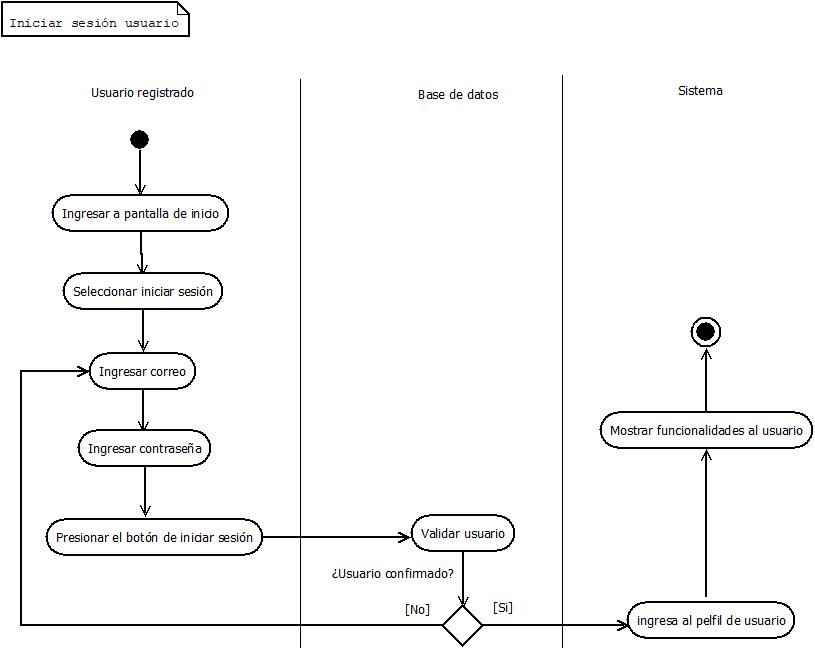 Iniciar sesión usuario
Usuario registrado
Base de datos
Sistema
Ingresar a pantalla de inicio
Seleccionar iniciar sesión
Ingresar correo
Ingresar contraseña
Presionar el botón de iniciar sesión
Validar usuario
¿Usuario confirmado?
[No]
[Si]
ingresa al pelfil de usuario
Mostrar funcionalidades al usuario